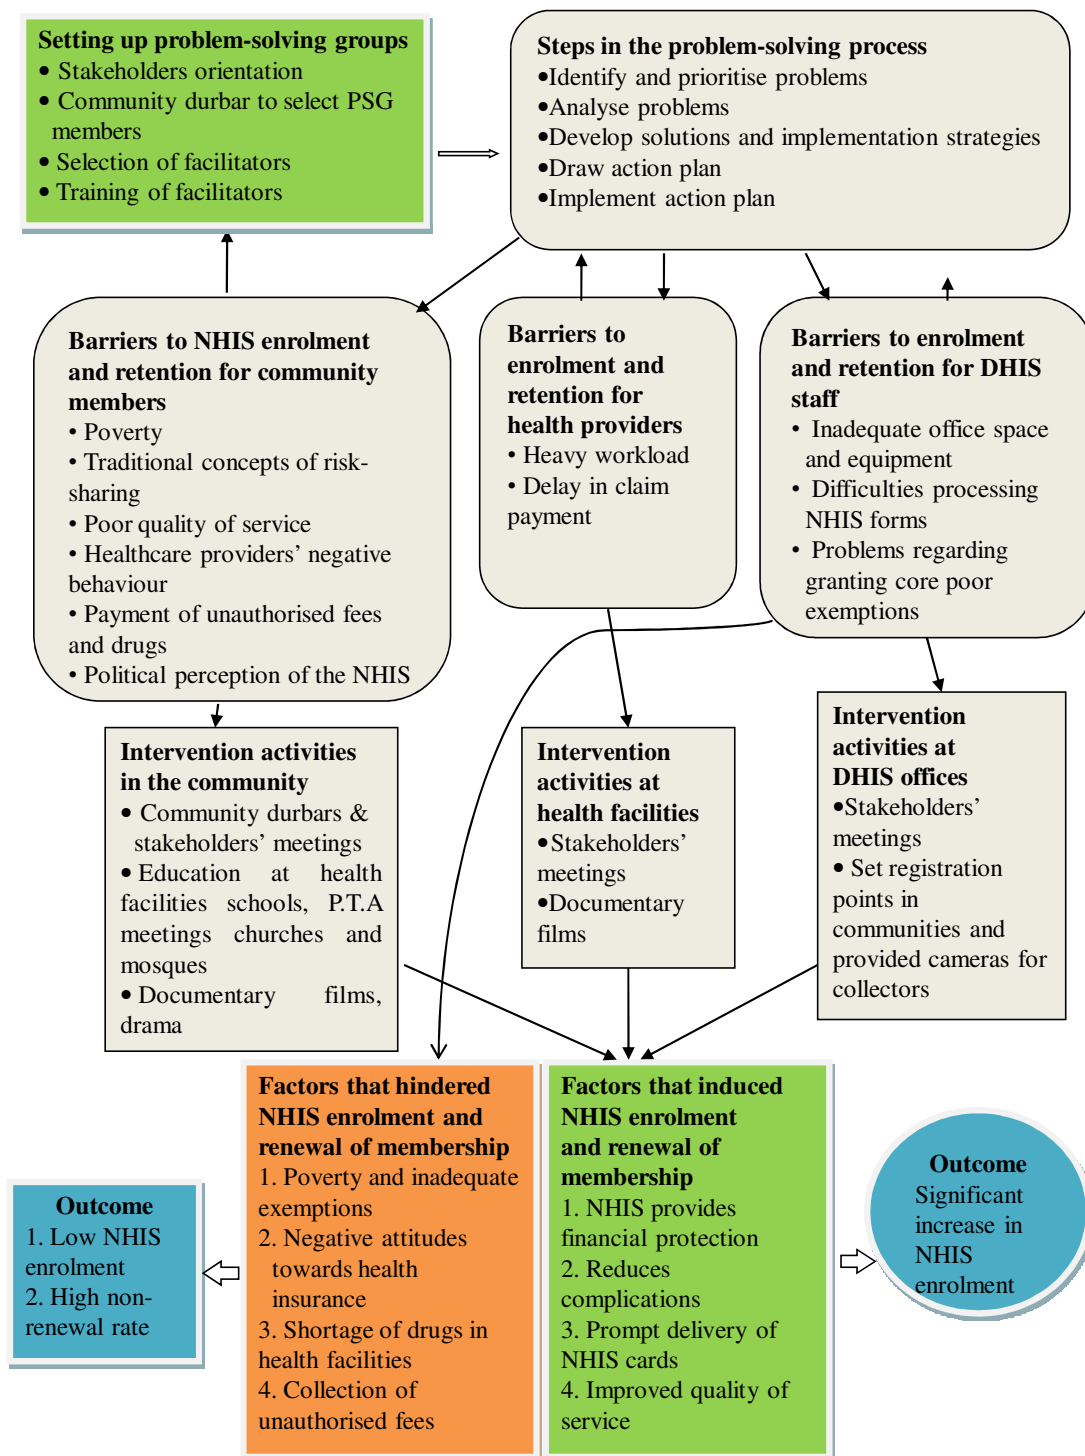 Setting up problem-solving groups
• Stakeholders orientation
• Community durbar to select PSG
members
• Selection of facilitators
• Training of facilitators
Steps in the problem-solving process
•Identify and prioritise problems
•Analyse problems
•Develop solutions and implementation strategies
•Draw action plan
•Implement action plan
Barriers to NHIS enrolment
and retention for community
members
• Poverty
• Traditional concepts of risk-
sharing
• Poor quality of service
• Healthcare providers’ negative
behaviour
• Payment of unauthorised fees
and drugs
• Political perception of the NHIS
Barriers to
enrolment and
retention for
health providers
• Heavy workload
• Delay in claim
payment
Barriers to enrolment
and retention for DHIS
staff
• Inadequate office space
and equipment
• Difficulties processing
NHIS forms
• Problems regarding
granting core poor
exemptions
Intervention activities
in the community
• Community durbars &
stakeholders’ meetings
• Education at health
facilities schools, P.T.A
meetings churches and
mosques
• Documentary films,
drama
Intervention
activities at
health facilities
•Stakeholders’
meetings
•Documentary
films
Intervention
activities at
DHIS offices
•Stakeholders’
meetings
• Set registration
points in
communities and
provided cameras for
collectors
Outcome
1. Low NHIS
enrolment
2. High non-
renewal rate
Factors that hindered
NHIS enrolment and
renewal of membership
1. Poverty and inadequate
exemptions
2. Negative attitudes
towards health
insurance
3. Shortage of drugs in
health facilities
4. Collection of
unauthorised fees
Factors that induced
NHIS enrolment
and renewal of
membership
1. NHIS provides
financial protection
2. Reduces
complications
3. Prompt delivery of
NHIS cards
4. Improved quality of
service
Outcome
Significant
increase in
NHIS
enrolment